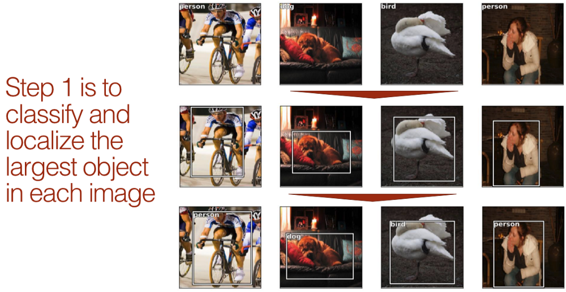 person
dog
bird
person
Step 1 is to
classify and
localize the
largest object
in each image
person
dog
bird
person